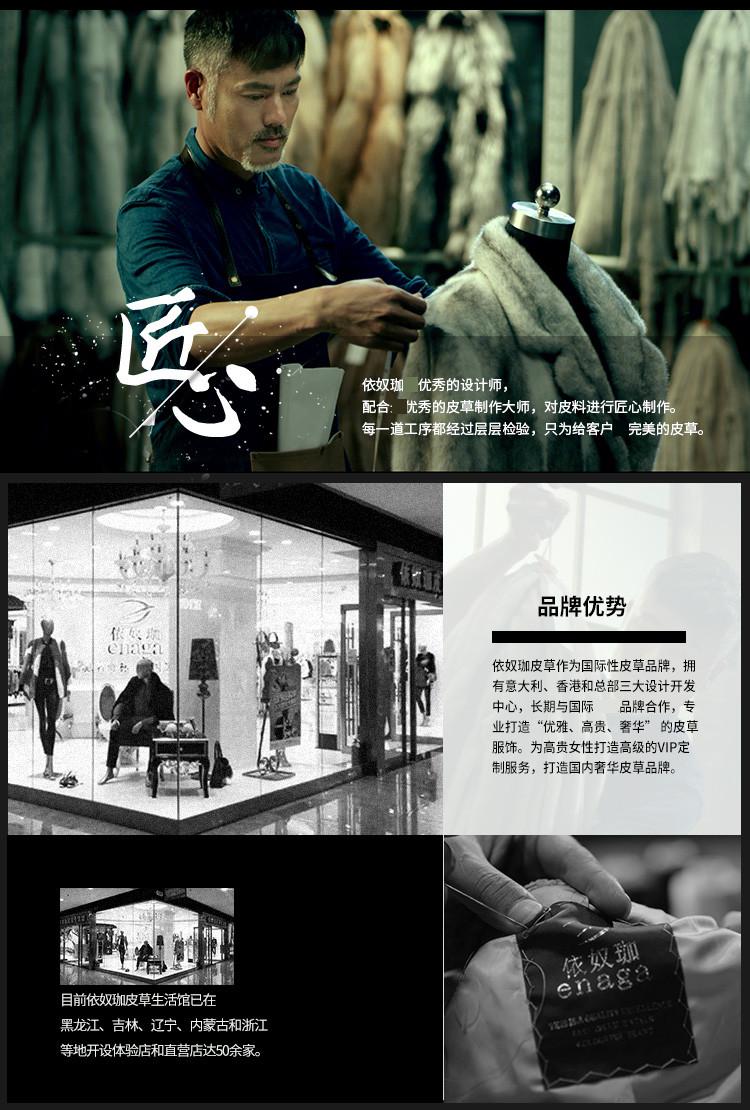 匠心
依奴珈 优秀的设计师，
配合: 优秀的皮草制作大师，对皮料进行匠心制作。
每一道工序都经过层层检验，只为给客户 完美的皮草。
依奴珈
enaga
品牌优势
依奴珈皮草作为国际性皮草品牌，拥
有意大利、香港和总部三大设计开发
中心，长期与国际 品牌合作，专
业打造“优雅、高贵、奢华” 的皮草
服饰。为高贵女性打造高级的VIP定
制服务，打造国内奢华皮草品牌。
目前依奴珈皮草生活馆已在
黑龙江、吉林、辽宁、内蒙古和浙江
等地开设体验店和直营店达50余家。
依奴珈
enaga